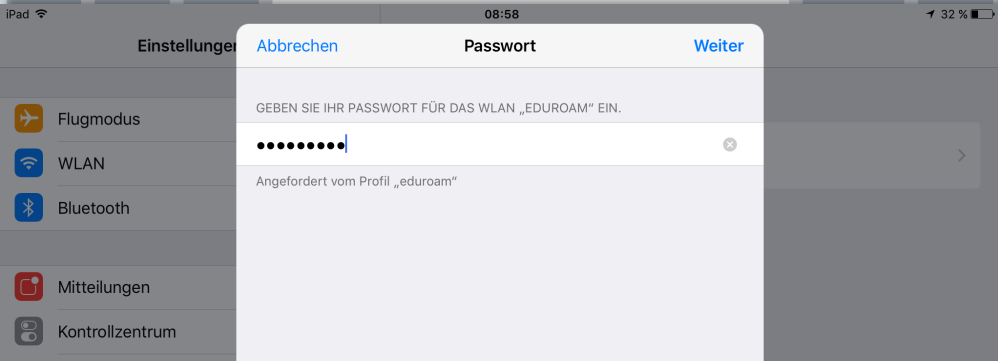 iPad 08:58 32 %
Einstellungen
Abbrechen Passwort Weiter
GEBEN SIE IHR PASSWORT FÜR DAS WLAN „EDUROAM“ EIN.
•••••••••
Angefordert vom Profil „eduroam“
Flugmodus
WLAN
Bluetooth
Mitteilungen
Kontrollzentrum